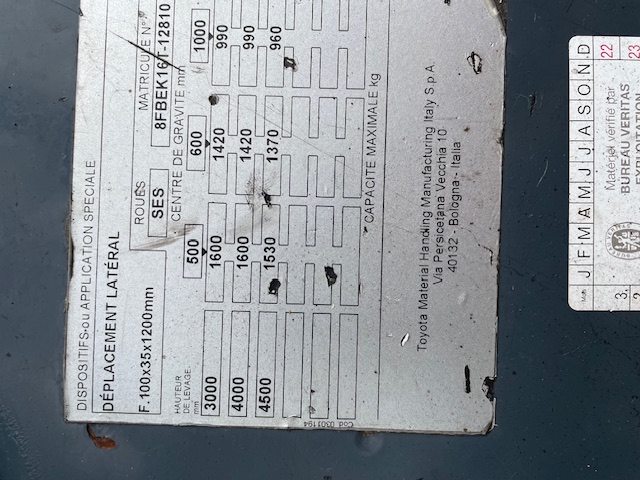 DISPOSITIFS-ou APPLICATION SPECIALE
DÉPLACEMENT LATÉRAL
F.100x35x1200mm
ROUES
SES
MATRICULE N°.
8FBEK16T-12810
HAUTEUR
DE LEVAGE.
mm
CENTRE DE GRAVITE mm
500 600 1000
3000 1600 1420 990
4000 1600 1420 990
4500 1530 1370 960
CAPACITE MAXIMALE kg
Cod. 0301194
Toyota Material Handling Manufacturing Italy S.p.A.
Via Persicetana Vecchia 10
40132 - Bologna - Italia
J F M A M J J A S O N D
22
23
Matériel vérifié par
BUREAU VERITAS
EXPLOITATION